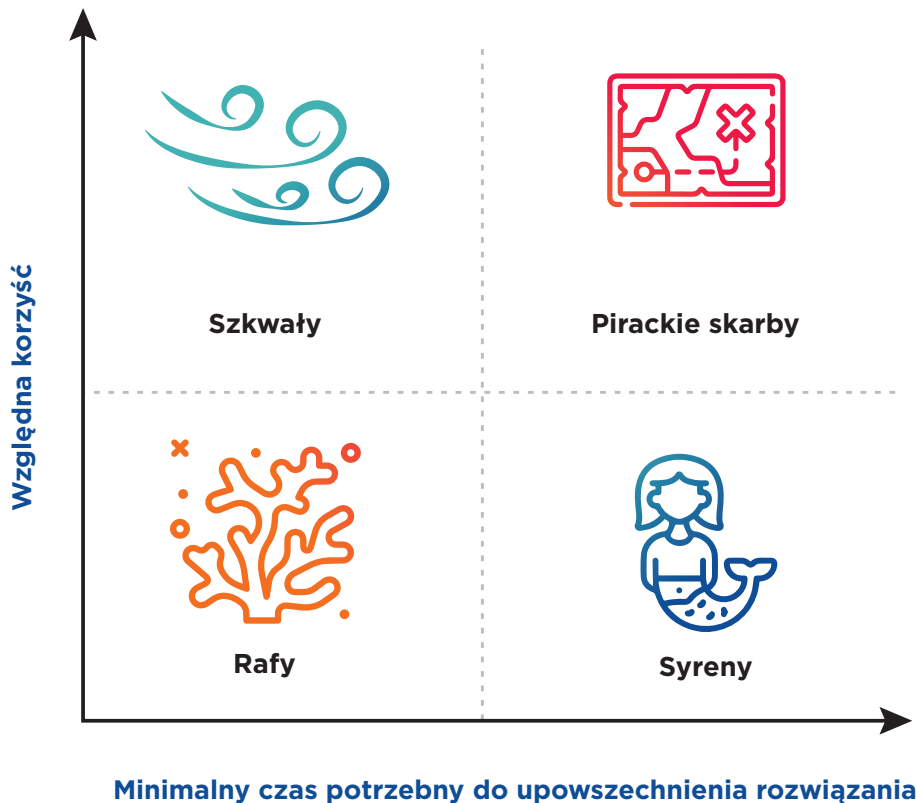 Względna korzyść
Szkwały
Pirackie skarby
Rafy
Syreny
Minimalny czas potrzebny do upowszechnienia rozwiązania